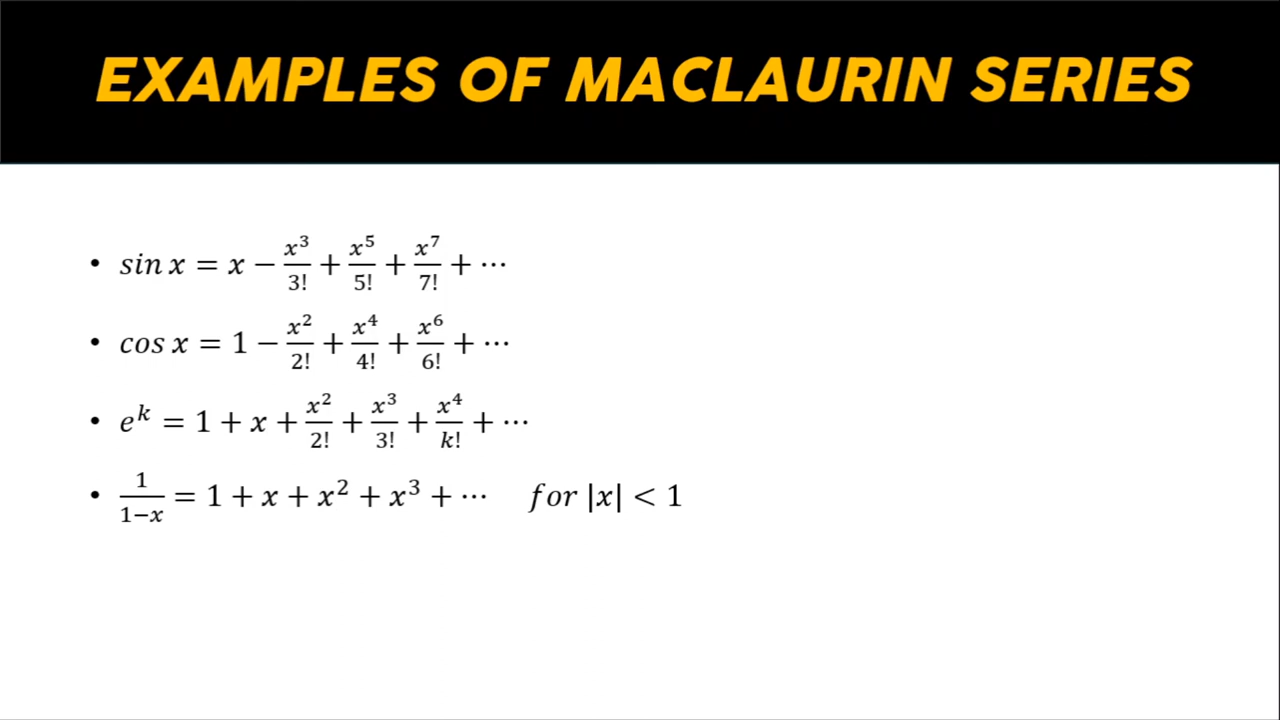 EXAMPLES OF MACLAURIN SERIES
• sin x = x − x³/3! + x⁵/5! + x⁷/7! + ⋯
• cos x = 1 − x²/2! + x⁴/4! + x⁶/6! + ⋯
• eᵏ = 1 + x + x²/2! + x³/3! + x⁴/k! + ⋯
• 1/(1−x) = 1 + x + x² + x³ + ⋯ for |x| < 1